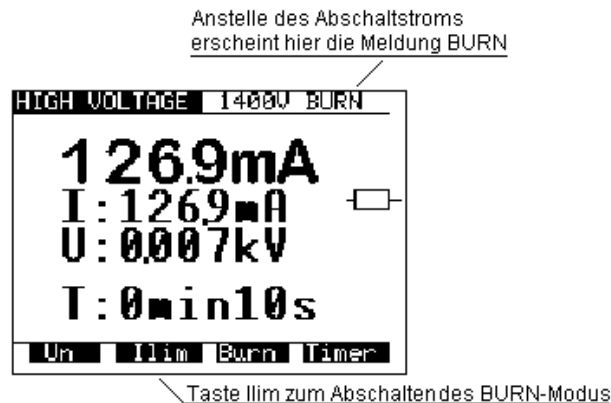 Anstelle des Abschaltstroms
erscheint hier die Meldung BURN
HIGH VOLTAGE 1400V BURN
126.9mA
I:126.9mA
U:0.007kV
T:0min10s
Un Ilim Burn Timer
Taste Ilim zum Abschalten des BURN-Modus